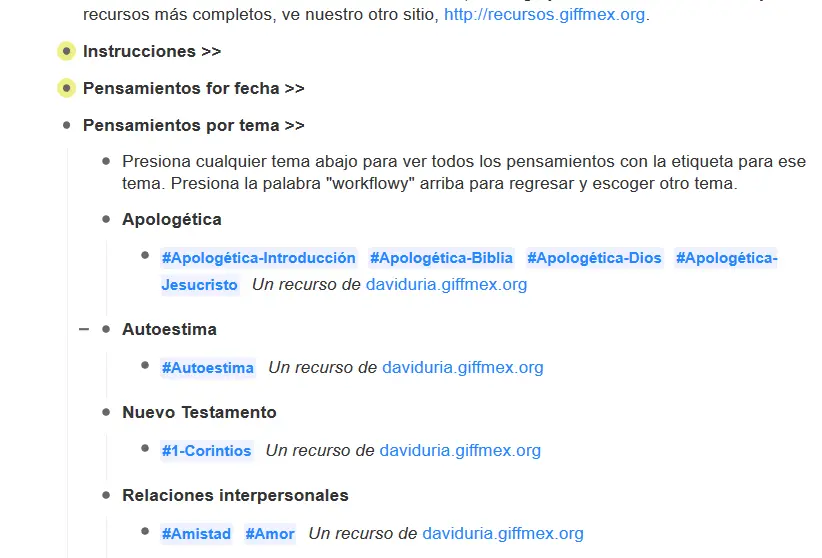 recursos más completos, ve nuestro otro sitio, http://recursos.giffmex.org.
Instrucciones >>
Pensamientos for fecha >>
Pensamientos por tema >>
Presiona cualquier tema abajo para ver todos los pensamientos con la etiqueta para ese
tema. Presiona la palabra "workflowy" arriba para regresar y escoger otro tema.
Apologética
#Apologética-Introducción #Apologética-Biblia #Apologética-Dios #Apologética-
Jesucristo Un recurso de daviduria.giffmex.org
Autoestima
#Autoestima Un recurso de daviduria.giffmex.org
Nuevo Testamento
#1-Corintios Un recurso de daviduria.giffmex.org
Relaciones interpersonales
#Amistad #Amor Un recurso de daviduria.giffmex.org